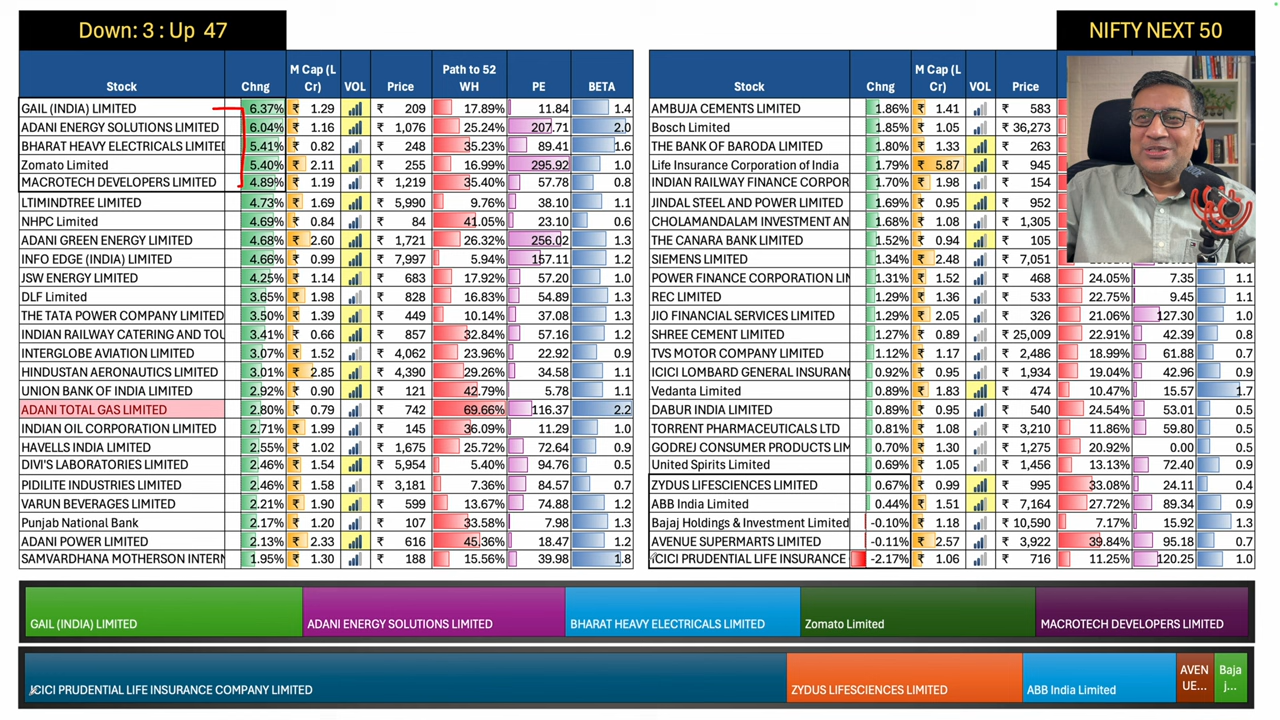 Down: 3 : Up 47
NIFTY NEXT 50
Stock Chng M Cap (L Cr) VOL Price Path to 52 WH PE BETA
GAIL (INDIA) LIMITED 6.37% ₹ 1.29 ₹ 209 17.89% 11.84 1.4
ADANI ENERGY SOLUTIONS LIMITED 6.04% ₹ 1.16 ₹ 1,076 25.24% 207.71 2.0
BHARAT HEAVY ELECTRICALS LIMITED 5.41% ₹ 0.82 ₹ 248 35.23% 89.41 1.6
Zomato Limited 5.40% ₹ 2.11 ₹ 255 16.99% 295.92 1.0
MACROTECH DEVELOPERS LIMITED 4.89% ₹ 1.19 ₹ 1,219 35.40% 57.78 0.8
LTIMINDTREE LIMITED 4.73% ₹ 1.69 ₹ 5,990 9.76% 38.10 1.1
NHPC Limited 4.69% ₹ 0.84 ₹ 84 41.05% 23.10 0.6
ADANI GREEN ENERGY LIMITED 4.68% ₹ 2.60 ₹ 1,721 26.32% 256.02 1.3
INFO EDGE (INDIA) LIMITED 4.66% ₹ 0.99 ₹ 7,997 5.94% 157.11 1.0
JSW ENERGY LIMITED 4.25% ₹ 1.14 ₹ 683 17.92% 57.20 1.0
DLF Limited 3.65% ₹ 1.98 ₹ 828 16.83% 54.89 1.3
THE TATA POWER COMPANY LIMITED 3.50% ₹ 1.39 ₹ 449 10.14% 37.08 1.3
INDIAN RAILWAY CATERING AND TOU 3.41% ₹ 0.66 ₹ 857 32.84% 57.16 1.2
INTERGLOBE AVIATION LIMITED 3.07% ₹ 1.52 ₹ 4,062 23.96% 22.92 0.9
HINDUSTAN AERONAUTICS LIMITED 3.01% ₹ 2.85 ₹ 4,390 29.26% 34.58 1.1
UNION BANK OF INDIA LIMITED 2.92% ₹ 0.90 ₹ 121 42.79% 5.78 1.1
ADANI TOTAL GAS LIMITED 2.80% ₹ 0.79 ₹ 742 69.66% 116.37 2.2
INDIAN OIL CORPORATION LIMITED 2.71% ₹ 1.99 ₹ 145 36.09% 11.29 1.0
HAVELLS INDIA LIMITED 2.55% ₹ 1.02 ₹ 1,675 25.72% 72.64 0.9
DIVI'S LABORATORIES LIMITED 2.46% ₹ 1.54 ₹ 5,954 5.40% 94.76 0.5
PIDILITE INDUSTRIES LIMITED 2.46% ₹ 1.58 ₹ 3,181 7.36% 84.57 0.7
VARUN BEVERAGES LIMITED 2.21% ₹ 1.90 ₹ 599 13.67% 74.88 1.2
Punjab National Bank 2.17% ₹ 1.20 ₹ 107 33.58% 7.98 1.3
ADANI POWER LIMITED 2.13% ₹ 2.33 ₹ 616 45.36% 18.47 1.2
SAMVARDHANA MOTHERSON INTERN 1.95% ₹ 1.30 ₹ 188 15.56% 39.98 1.8
Stock Chng M Cap (L Cr) VOL Price
AMBUJA CEMENTS LIMITED 1.86% ₹ 1.41 ₹ 583
Bosch Limited 1.85% ₹ 1.05 ₹ 36,273
THE BANK OF BARODA LIMITED 1.80% ₹ 1.33 ₹ 263
Life Insurance Corporation of India 1.79% ₹ 5.87 ₹ 945
INDIAN RAILWAY FINANCE CORPOR 1.70% ₹ 1.98 ₹ 154
JINDAL STEEL AND POWER LIMITED 1.69% ₹ 0.95 ₹ 952
CHOLAMANDALAM INVESTMENT AN 1.68% ₹ 1.08 ₹ 1,305
THE CANARA BANK LIMITED 1.52% ₹ 0.94 ₹ 105
SIEMENS LIMITED 1.34% ₹ 2.48 ₹ 7,051
POWER FINANCE CORPORATION LIN 1.31% ₹ 1.52 ₹ 468 24.05% 7.35 1.1
REC LIMITED 1.29% ₹ 1.36 ₹ 533 22.75% 9.45 1.1
JIO FINANCIAL SERVICES LIMITED 1.29% ₹ 2.05 ₹ 326 21.06% 127.30 1.0
SHREE CEMENT LIMITED 1.27% ₹ 0.89 ₹ 25,009 22.91% 42.39 0.8
TVS MOTOR COMPANY LIMITED 1.12% ₹ 1.17 ₹ 2,486 18.99% 61.88 0.7
ICICI LOMBARD GENERAL INSURANC 0.92% ₹ 0.95 ₹ 1,934 19.04% 42.96 0.9
Vedanta Limited 0.89% ₹ 1.83 ₹ 474 10.47% 15.57 1.7
DABUR INDIA LIMITED 0.89% ₹ 0.95 ₹ 540 24.54% 53.01 0.5
TORRENT PHARMACEUTICALS LTD 0.81% ₹ 1.08 ₹ 3,210 11.86% 59.80 0.5
GODREJ CONSUMER PRODUCTS LIM 0.70% ₹ 1.30 ₹ 1,275 20.92% 0.00 0.5
United Spirits Limited 0.69% ₹ 1.05 ₹ 1,456 13.13% 72.40 0.9
ZYDUS LIFESCIENCES LIMITED 0.67% ₹ 0.99 ₹ 995 33.08% 24.11 0.4
ABB India Limited 0.44% ₹ 1.51 ₹ 7,164 27.72% 89.34 0.9
Bajaj Holdings & Investment Limited -0.10% ₹ 1.18 ₹ 10,590 7.17% 15.92 1.3
AVENUE SUPERMARTS LIMITED -0.11% ₹ 2.57 ₹ 3,922 39.84% 95.18 0.7
ICICI PRUDENTIAL LIFE INSURANCE -2.17% ₹ 1.06 ₹ 716 11.25% 120.25 1.0
GAIL (INDIA) LIMITED ADANI ENERGY SOLUTIONS LIMITED BHARAT HEAVY ELECTRICALS LIMITED Zomato Limited MACROTECH DEVELOPERS LIMITED
ICICI PRUDENTIAL LIFE INSURANCE COMPANY LIMITED ZYDUS LIFESCIENCES LIMITED ABB India Limited AVEN UE... Baja j...